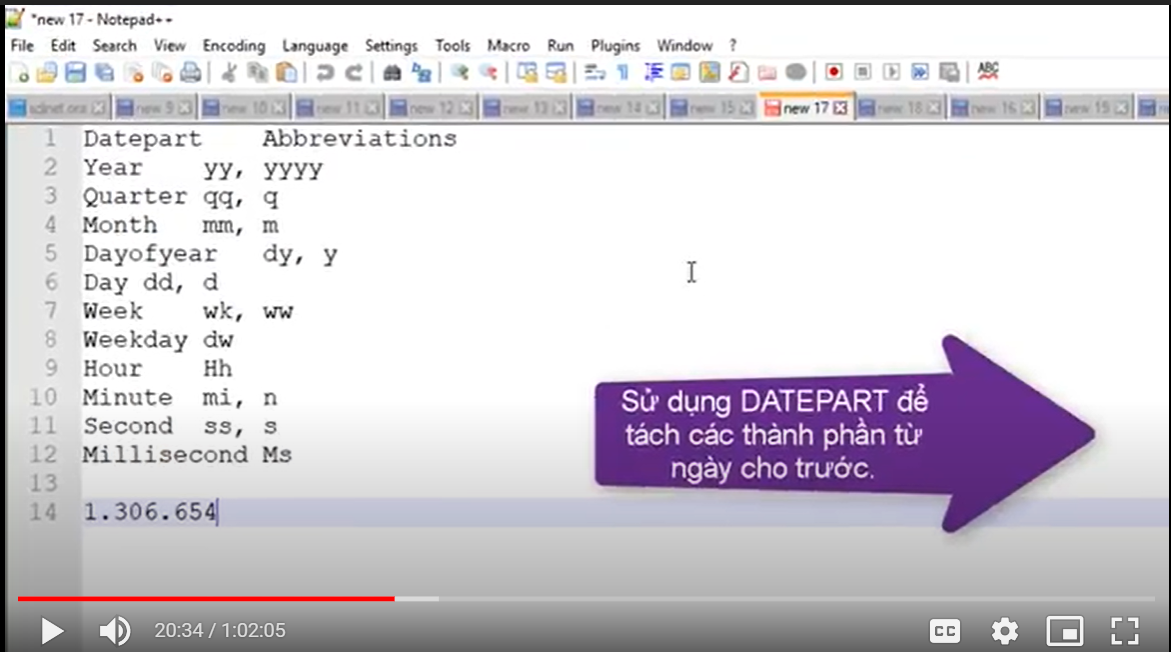 *new 17 - Notepad++
File Edit Search View Encoding Language Settings Tools Macro Run Plugins Window ?
ABC
new 9 new 10 new 11 new 12 new 13 new 14 new 15 new 17 new 18 new 16 new 19
1 Datepart Abbreviations
2 Year yy, yyyy
3 Quarter qq, q
4 Month mm, m
5 Dayofyear dy, y
6 Day dd, d
7 Week wk, ww
8 Weekday dw
9 Hour Hh
10 Minute mi, n
11 Second ss, s
12 Millisecond Ms
13
14 1.306.654
Sử dụng DATEPART để
tách các thành phần từ
ngày cho trước.
20:34 / 1:02:05
CC